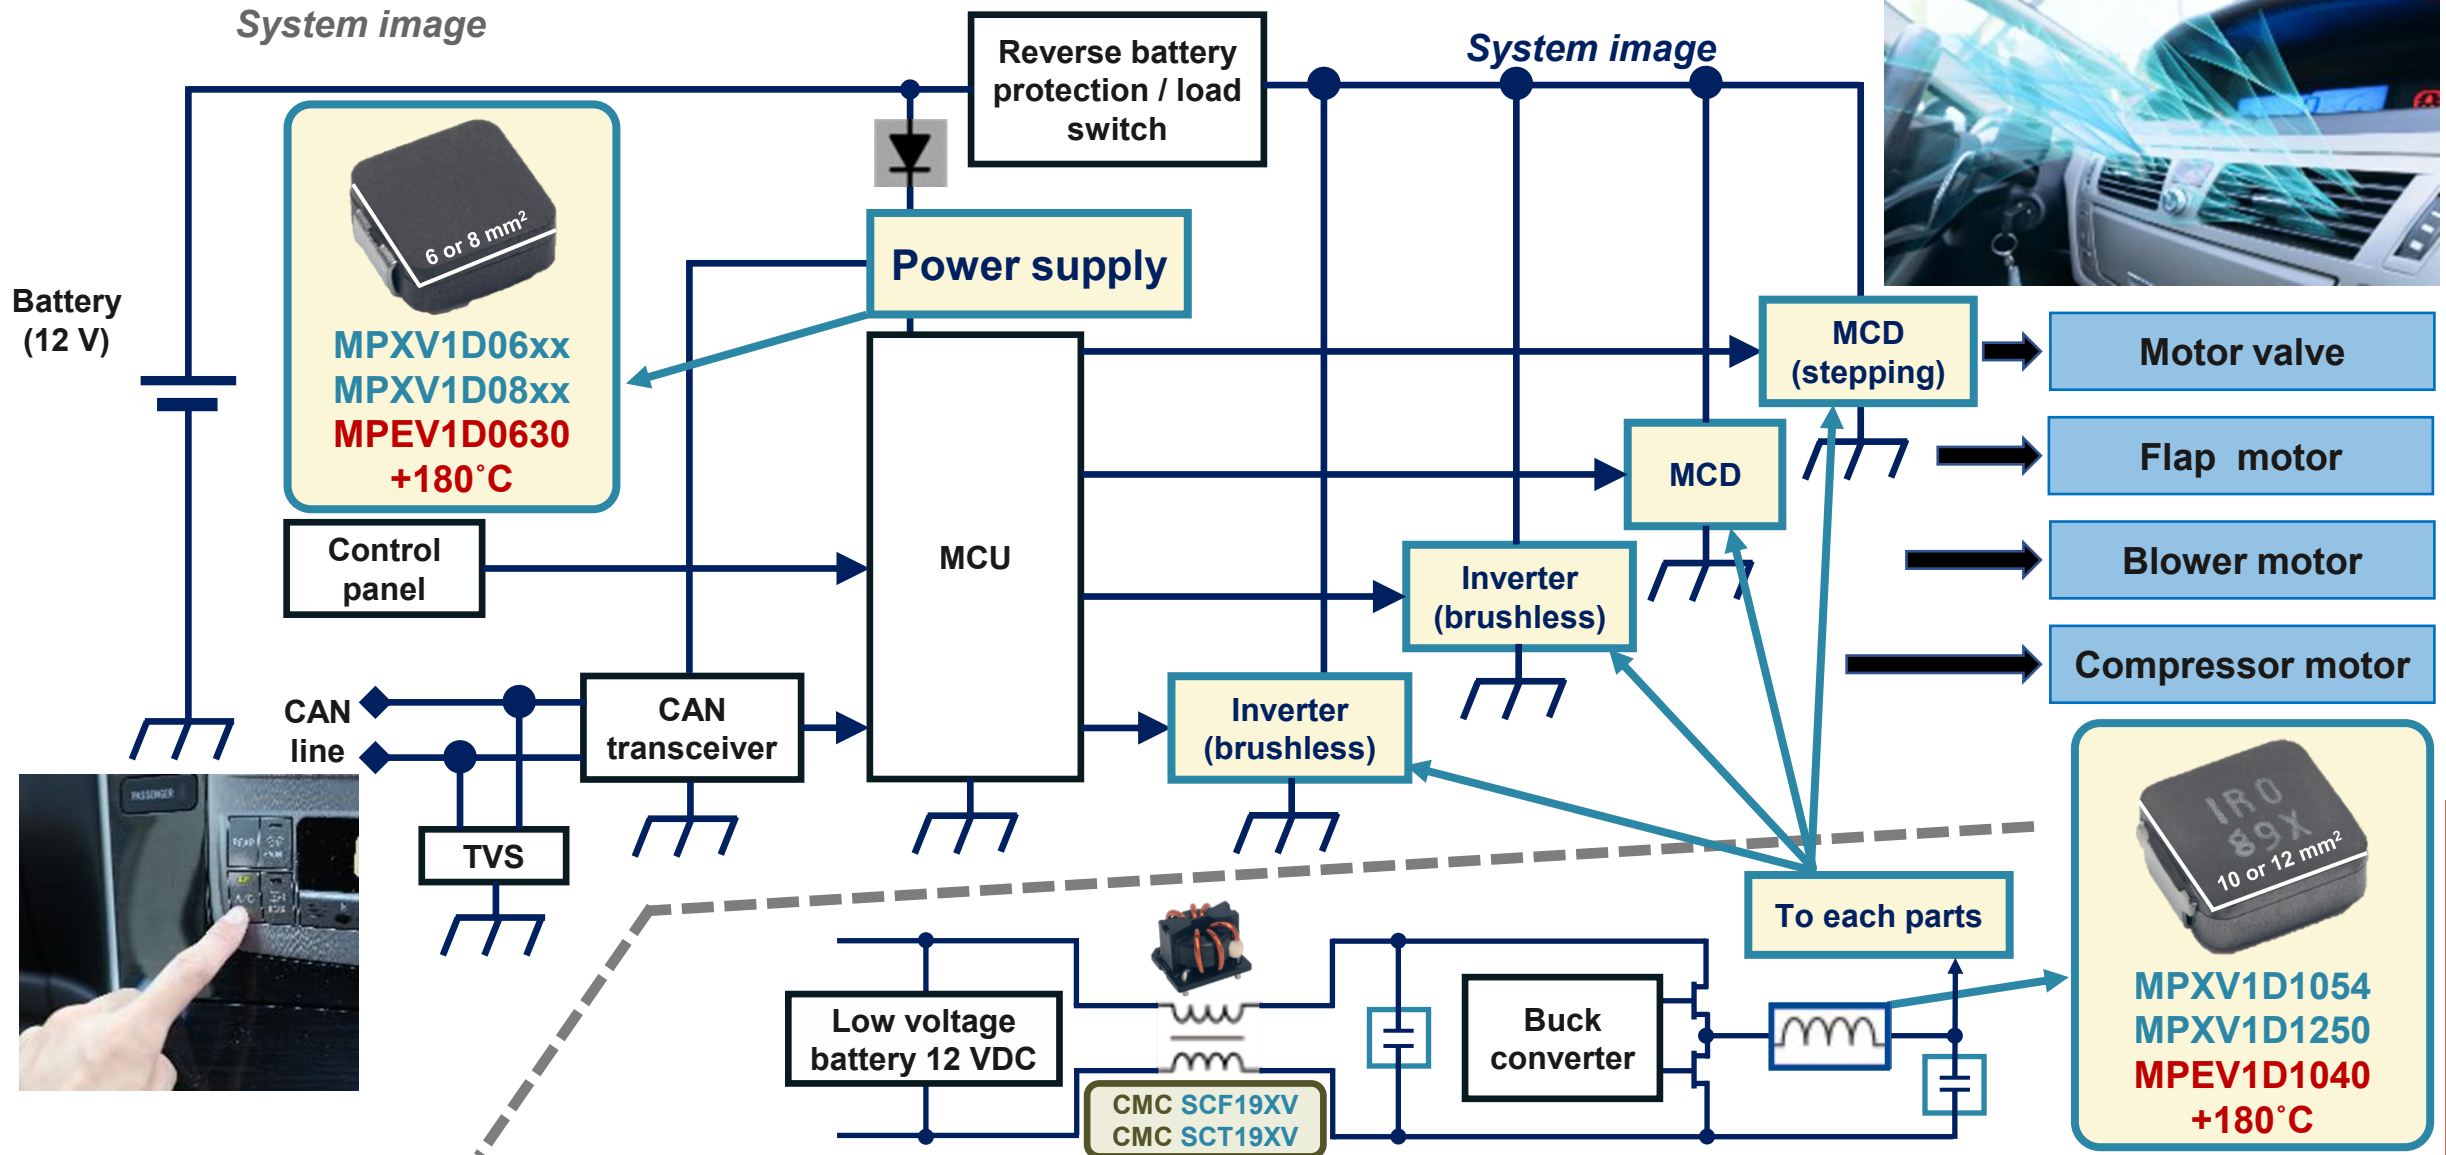 System image
Reverse battery
protection / load
switch
System image
6 or 8 mm²
MPXV1D06xx
MPXV1D08xx
MPEV1D0630
+180˚C
Battery
(12 V)
Power supply
MCD
(stepping)
Motor valve
Flap  motor
MCD
Control
panel
MCU
Inverter
(brushless)
Blower motor
Compressor motor
CAN
line
CAN
transceiver
Inverter
(brushless)
PASSENGER
REAR
TVS
1R0
89X
10 or 12 mm²
To each parts
MPXV1D1054
MPXV1D1250
MPEV1D1040
+180˚C
Low voltage
battery 12 VDC
Buck
converter
CMC SCF19XV
CMC SCT19XV